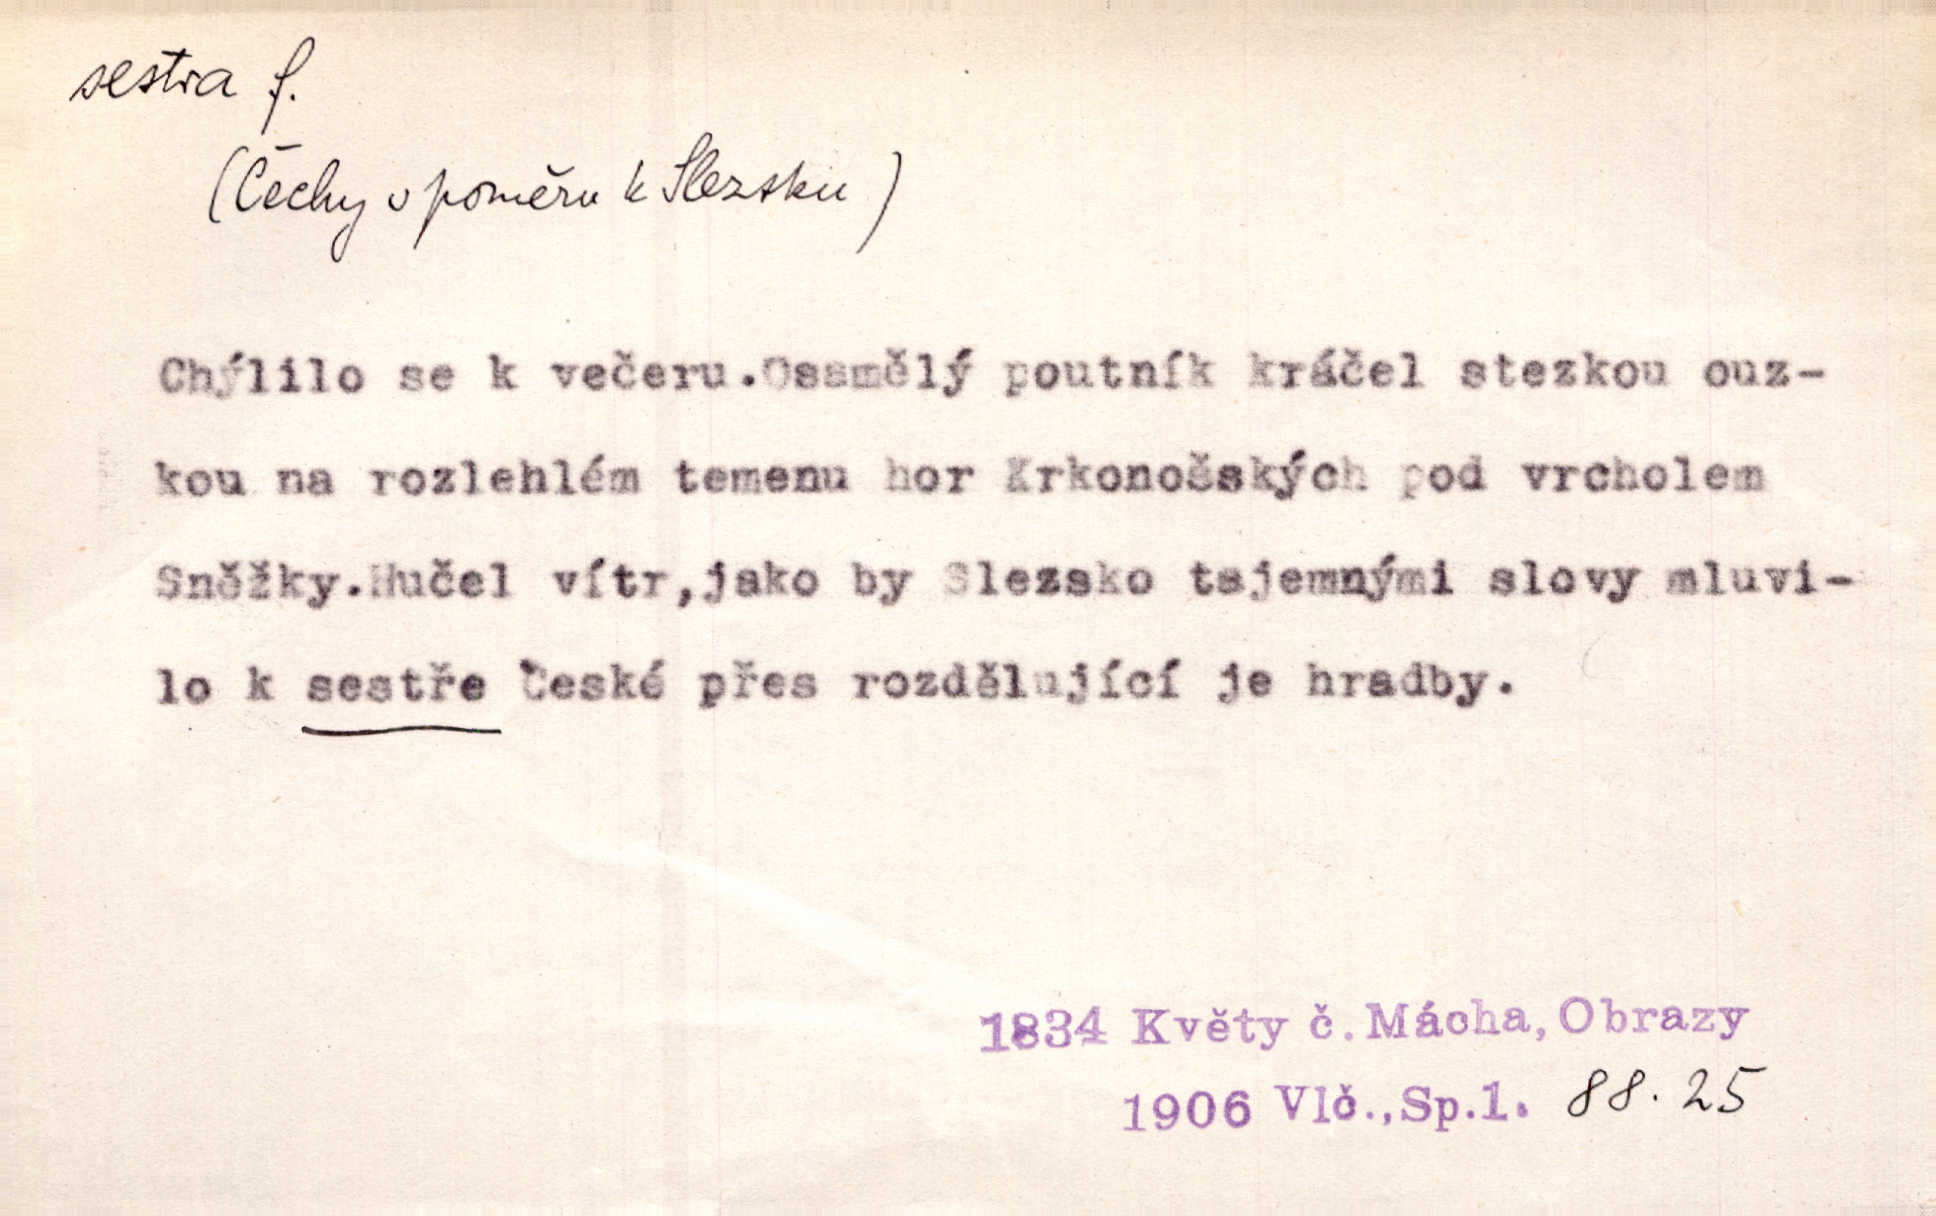 sestra f.
(Čechy v poměru k Slezsku)
Chýlilo se k večeru.Ossmělý poutník kráčel stezkou ouz-
kou na rozlehlém temenu hor Krkonošských pod vrcholem
Sněžky.Hučel vítr,jako by Slezsko tajemnými slovy mluvi-
lo k sestře České přes rozdělující je hradby.
1834 Květy č.Mácha,Obrazy
1906 Vlč.,Sp.1. 88.25